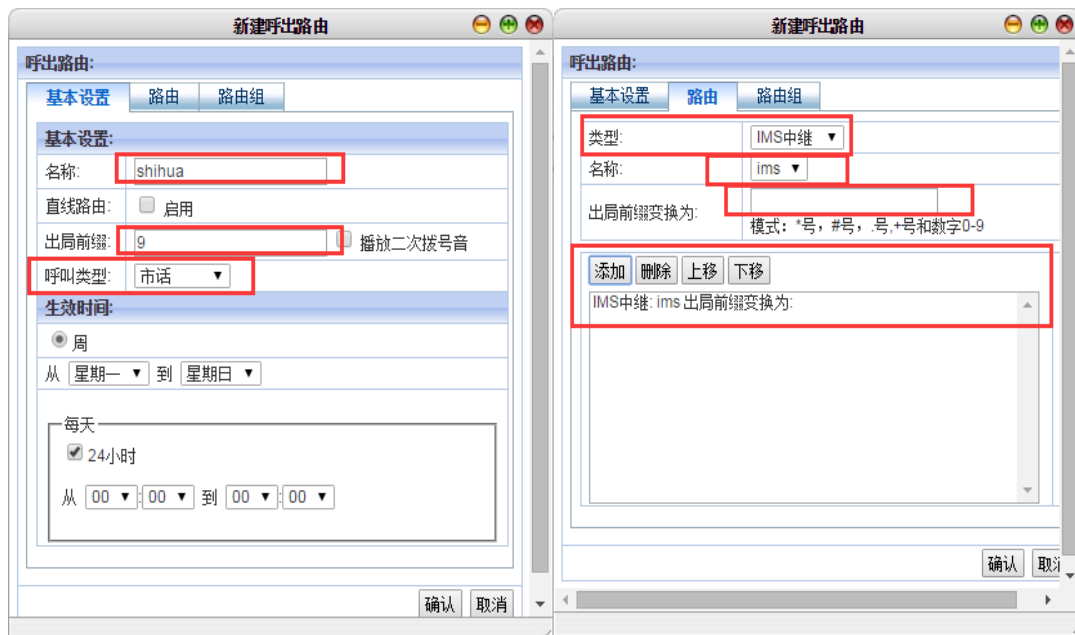 新建呼出路由
呼出路由:
基本设置 路由 路由组
基本设置:
名称: shihua
直线路由: 启用
出局前缀: 9 播放二次拨号音
呼叫类型: 市话
生效时间:
周
从 星期一 到 星期日
每天
24小时
从 00 : 00 到 00 : 00
确认 取消
新建呼出路由
呼出路由:
基本设置 路由 路由组
类型: IMS中继
名称: ims
出局前缀变换为:
模式：*号，#号，.号,+号和数字0-9
添加 删除 上移 下移
IMS中继: ims 出局前缀变换为:
确认 取